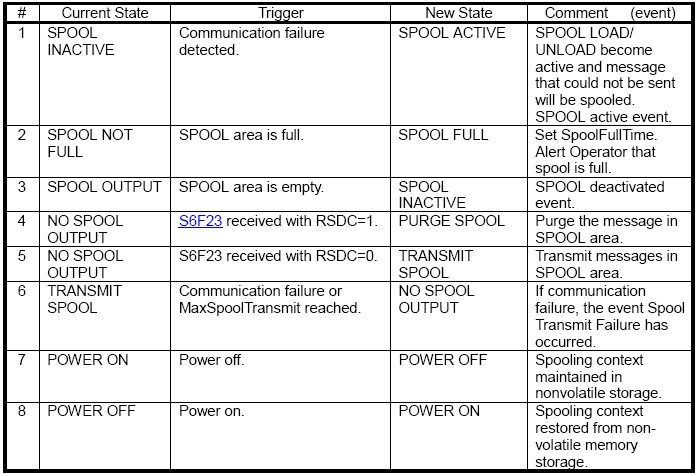 # Current State Trigger New State Comment (event)
1 SPOOL Communication failure SPOOL ACTIVE SPOOL LOAD/
INACTIVE detected. UNLOAD become
active and message
that could not be sent
will be spooled.
SPOOL active event.
2 SPOOL NOT SPOOL area is full. SPOOL FULL Set SpoolFullTime.
FULL Alert Operator that
spool is full.
3 SPOOL OUTPUT SPOOL area is empty. SPOOL SPOOL deactivated
INACTIVE event.
4 NO SPOOL S6F23 received with RSDC=1. PURGE SPOOL Purge the message in
OUTPUT SPOOL area.
5 NO SPOOL S6F23 received with RSDC=0. TRANSMIT Transmit messages in
OUTPUT SPOOL SPOOL area.
6 TRANSMIT Communication failure or NO SPOOL If communication
SPOOL MaxSpoolTransmit reached. OUTPUT failure, the event Spool
Transmit Failure has
occurred.
7 POWER ON Power off. POWER OFF Spooling context
maintained in
nonvolatile storage.
8 POWER OFF Power on. POWER ON Spooling context
restored from non-
volatile memory
storage.